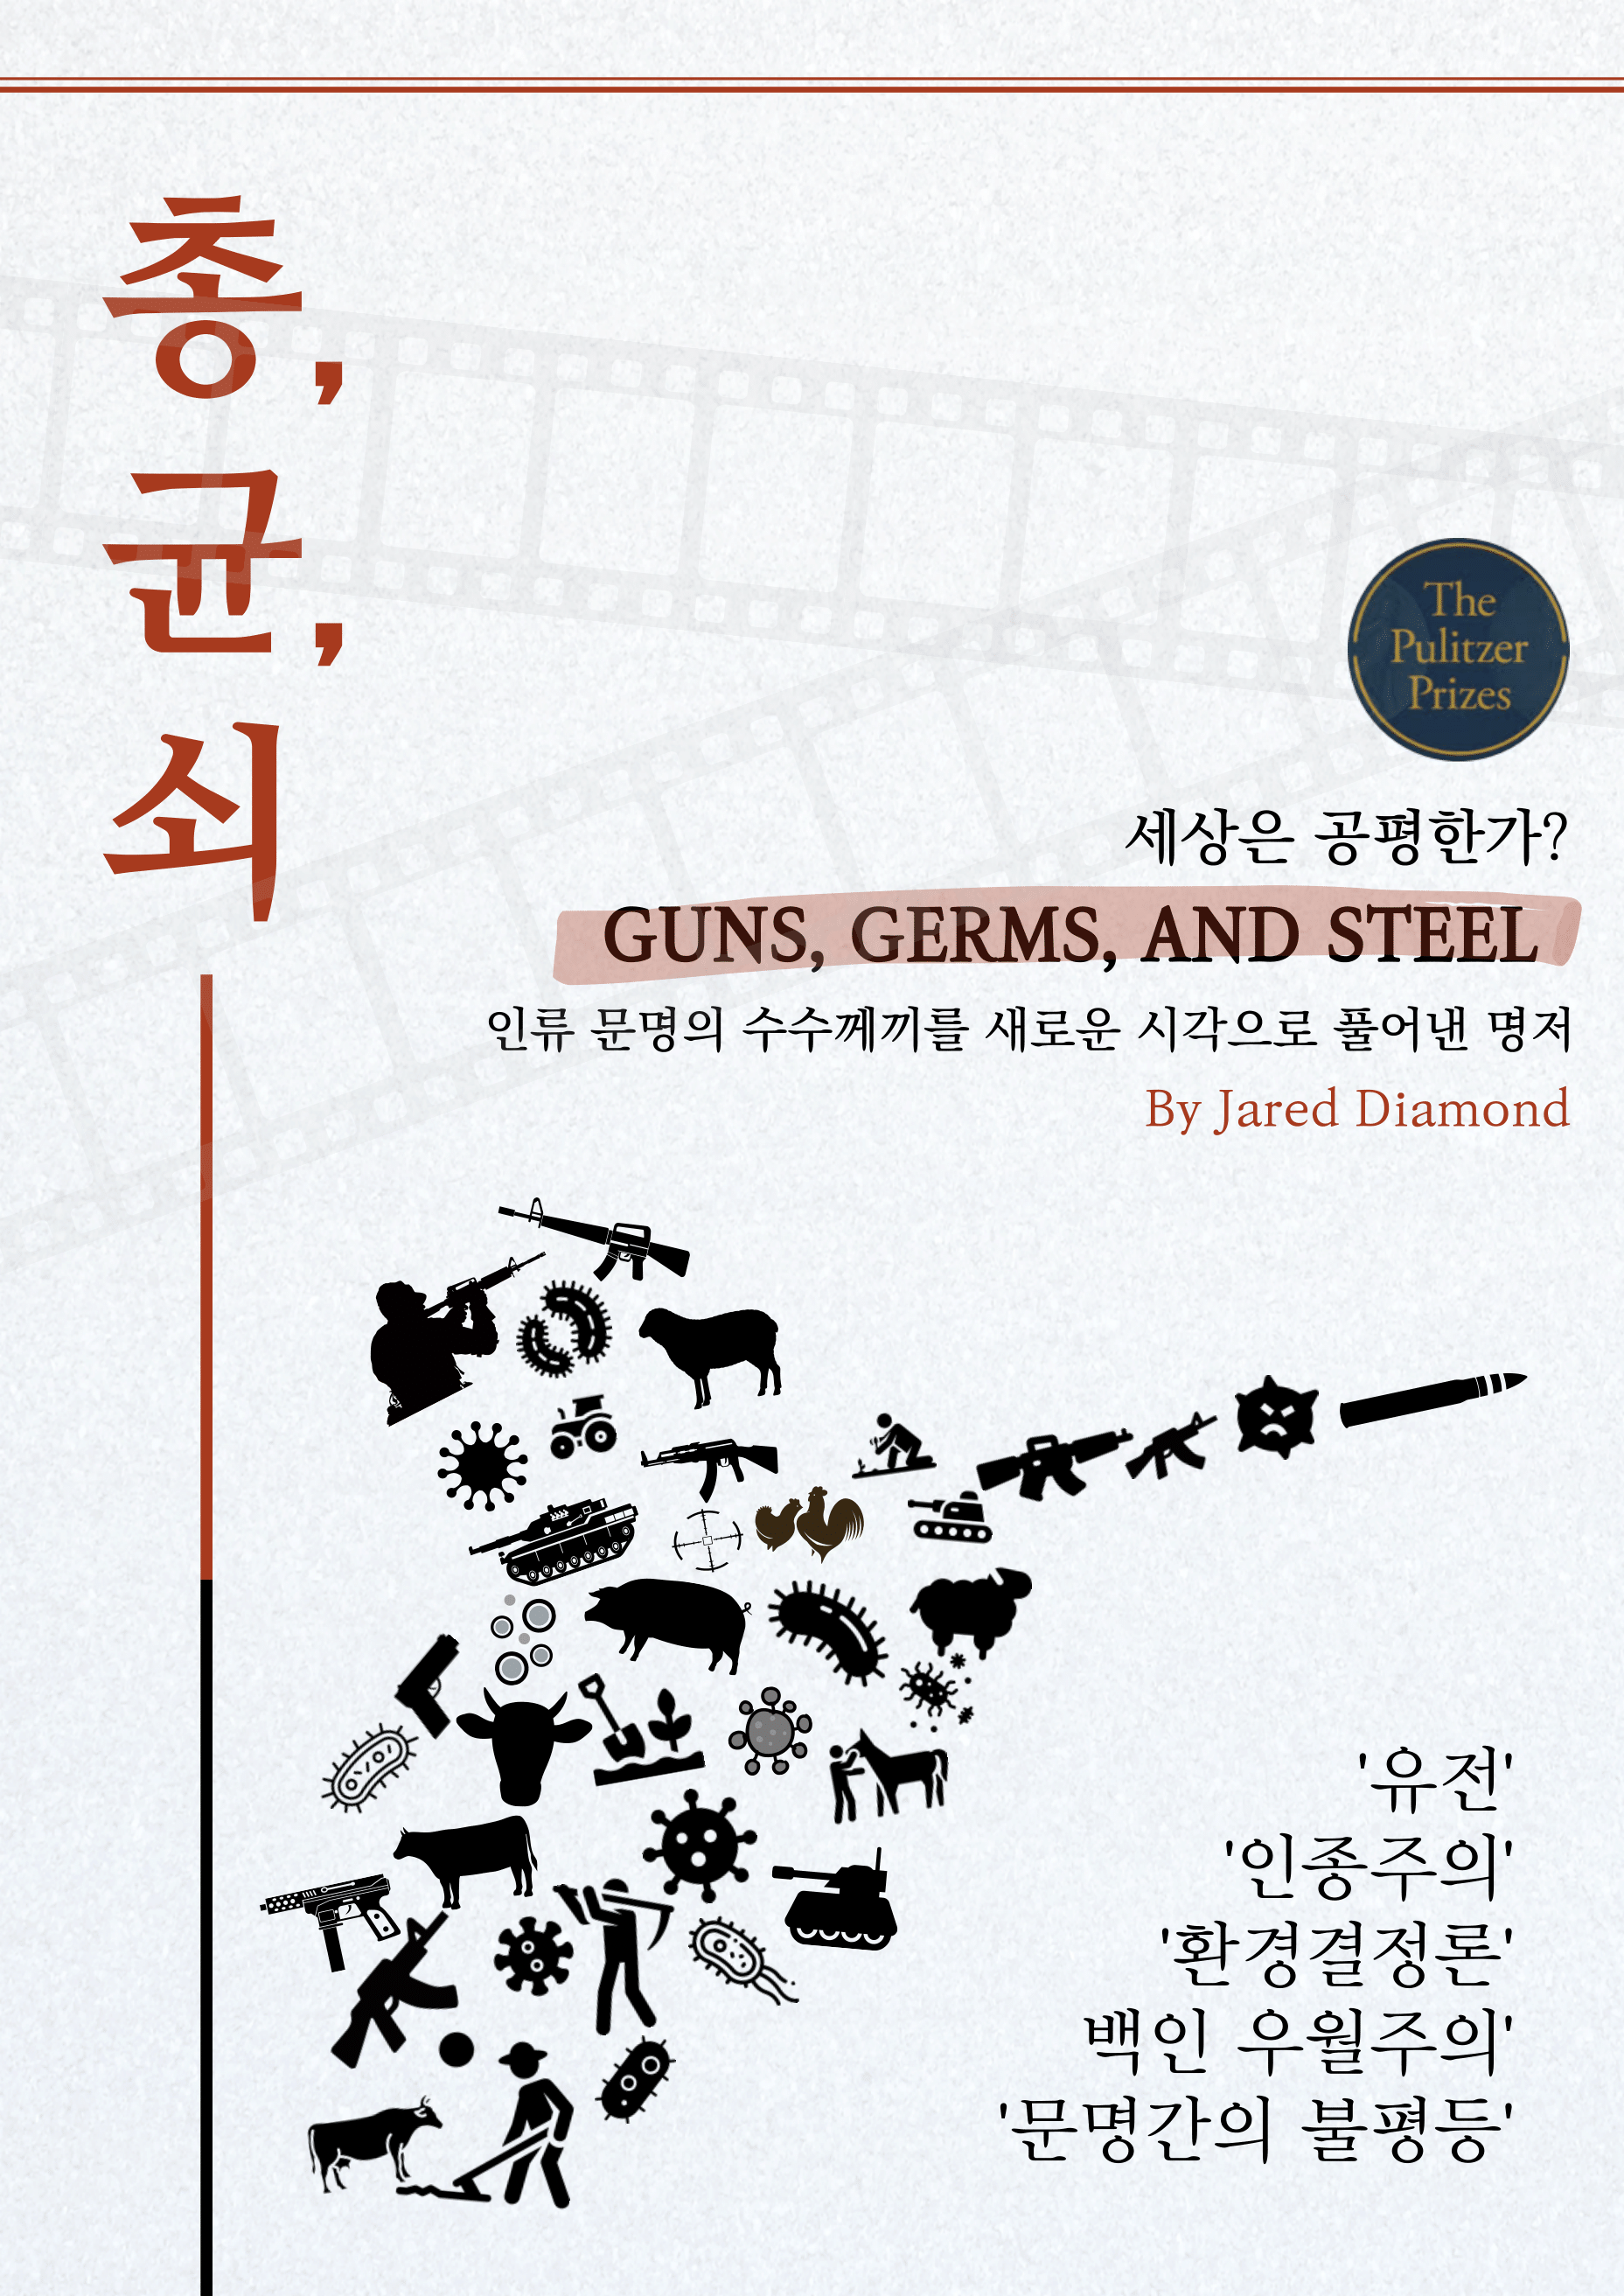 총,
균,
쇠
The
Pulitzer
Prizes
세상은 공평한가?
GUNS, GERMS, AND STEEL
인류 문명의 수수께끼를 새로운 시각으로 풀어낸 명저
By Jared Diamond
'유전'
'인종주의'
'환경결정론'
백인 우월주의'
'문명간의 불평등'